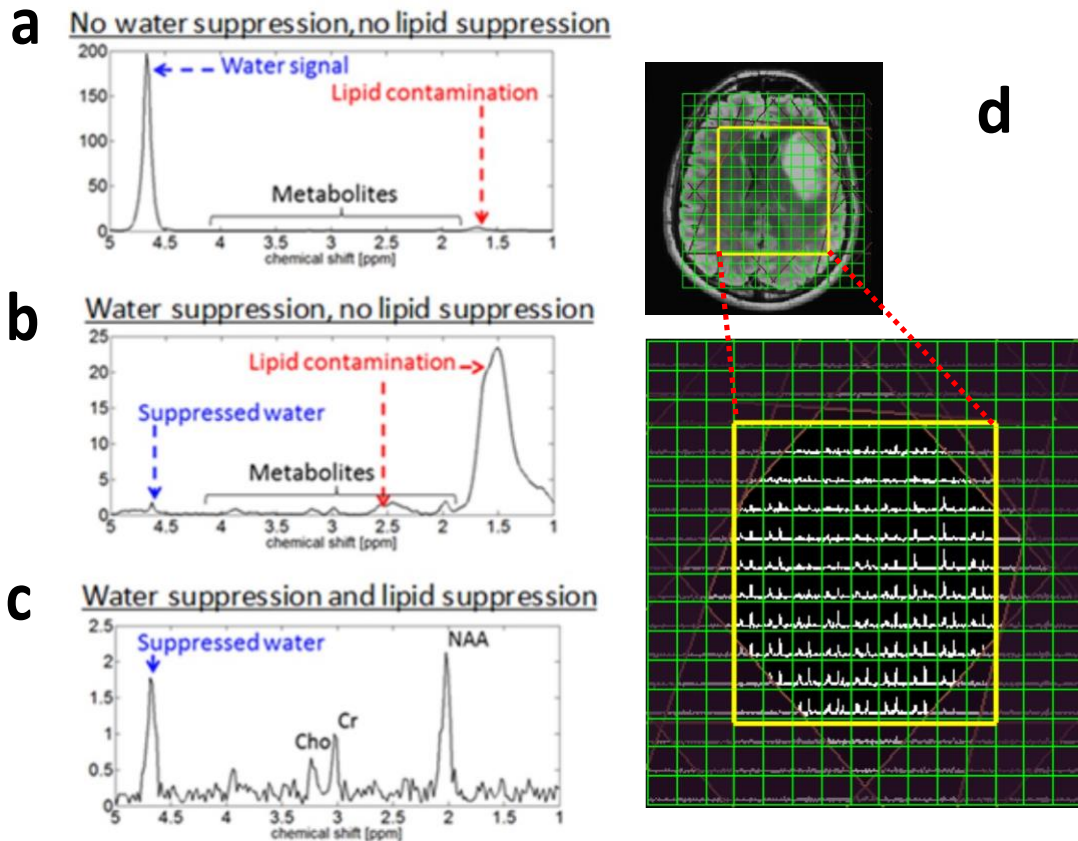 a
No water suppression, no lipid suppression
200
150
100
50
0
Water signal
Lipid contamination
Metabolites
5 4.5 4 3.5 3 2.5 2 1.5 1
chemical shift [ppm]
b
Water suppression, no lipid suppression
25
20
15
10
5
0
Lipid contamination
Suppressed water
Metabolites
5 4.5 4 3.5 3 2.5 2 1.5 1
chemical shift [ppm]
c
Water suppression and lipid suppression
2.5
2
1.5
1
0.5
0
Suppressed water
NAA
Cr
Cho
5 4.5 4 3.5 3 2.5 2 1.5 1
chemical shift [ppm]
d